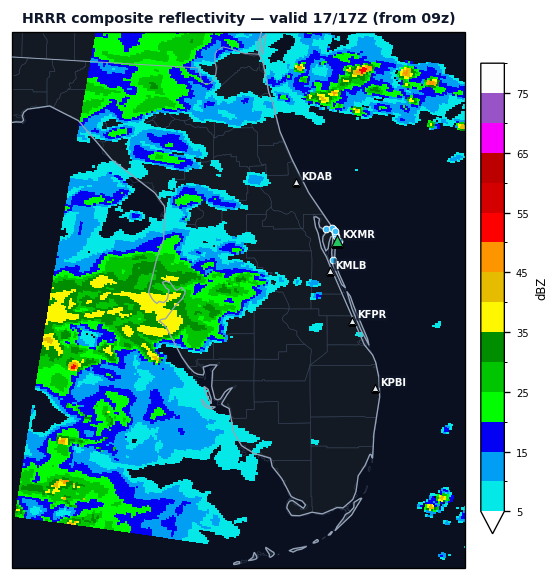 HRRR composite reflectivity — valid 17/17Z (from 09z)
KDAB
KXMR
KMLB
KFPR
KPBI
75
65
55
45
35
25
15
5
dBZ